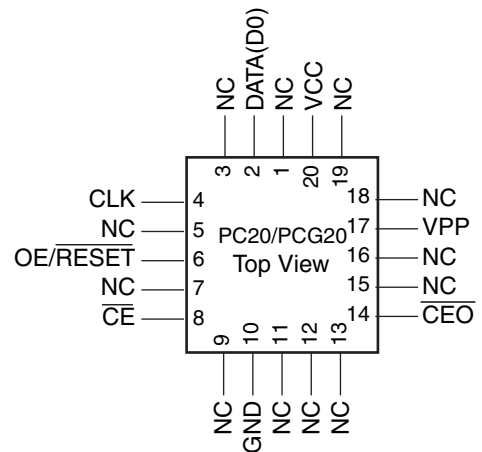 NC
DATA(D0)
NC
VCC
NC
3
2
1
20
19
CLK
4
NC
5
OE/RESET
6
NC
7
CE
8
PC20/PCG20
Top View
18
NC
17
VPP
16
NC
15
NC
14
CEO
9
10
11
12
13
NC
GND
NC
NC
NC